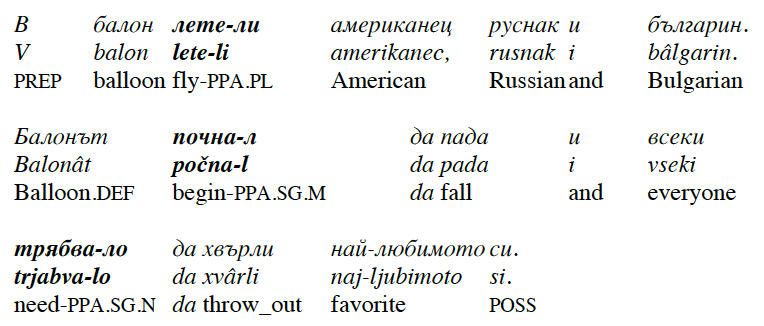 В балон лете-ли американец руснак и българин.
V balon lete-li amerikanec, rusnak i bâlgarin.
PREP balloon fly-PPA.PL American Russian and Bulgarian
Балонът почна-л да пада и всеки
Balonât počna-l da pada i vseki
Balloon.DEF begin-PPA.SG.M da fall and everyone
трябва-ло да хвърли най-любимото си.
trjabva-lo da xvârli naj-ljubimoto si.
need-PPA.SG.N da throw_out favorite POSS